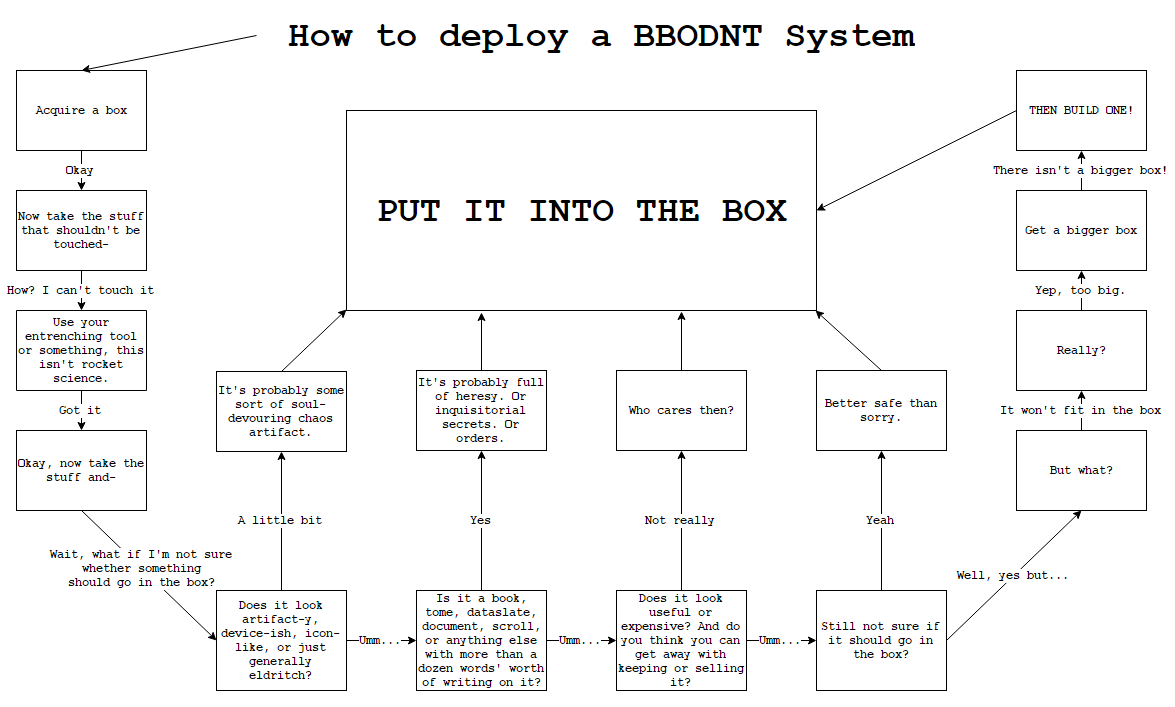 How to deploy a BBODNT System
Acquire a box
Okay
Now take the stuff
that shouldn't be
touched-
How? I can't touch it
Use your
entrenching tool
or something, this
isn't rocket
science.
Got it
Okay, now take the
stuff and-
Wait, what if I'm not sure
whether something
should go in the box?
Does it look
artifact-y,
device-ish, icon-
like, or just
generally
eldritch?
A little bit
It's probably some
sort of soul-
devouring chaos
artifact.
Umm...
Is it a book,
tome, dataslate,
document, scroll,
or anything else
with more than a
dozen words' worth
of writing on it?
Yes
It's probably full
of heresy. Or
inquisitorial
secrets. Or
orders.
Umm...
Does it look
useful or
expensive? And do
you think you can
get away with
keeping or selling
it?
Not really
Who cares then?
Umm...
Still not sure if
it should go in
the box?
Yeah
Better safe than
sorry.
PUT IT INTO THE BOX
Well, yes but...
But what?
It won't fit in the box
Really?
Yep, too big.
Get a bigger box
There isn't a bigger box!
THEN BUILD ONE!